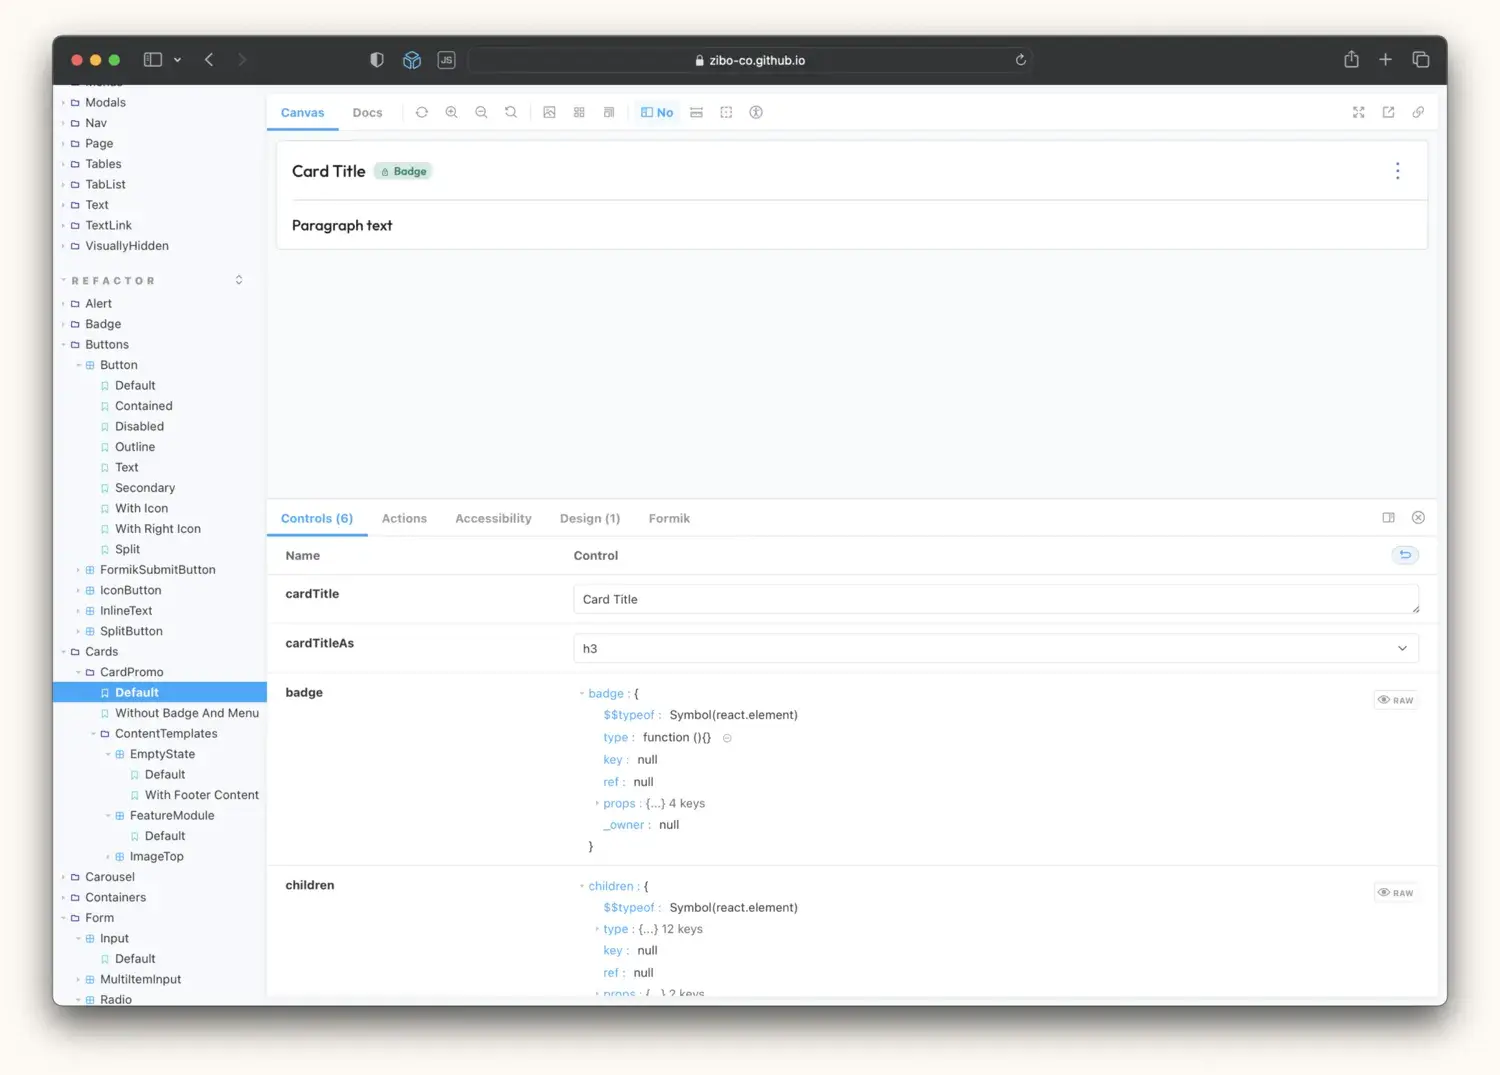 JS
zibo-co.github.io
Menus
Modals
Nav
Page
Tables
TabList
Text
TextLink
VisuallyHidden
REFACTOR
Alert
Badge
Buttons
Button
Default
Contained
Disabled
Outline
Text
Secondary
With Icon
With Right Icon
Split
FormikSubmitButton
IconButton
InlineText
SplitButton
Cards
CardPromo
Default
Without Badge And Menu
ContentTemplates
EmptyState
Default
With Footer Content
FeatureModule
Default
ImageTop
Carousel
Containers
Form
Input
Default
MultiItemInput
Radio
Canvas Docs No
Card Title Badge
Paragraph text
Controls (6) Actions Accessibility Design (1) Formik
Name Control
cardTitle Card Title
cardTitleAs h3
badge badge : { RAW
$$typeof : Symbol(react.element)
type : function (){}
key : null
ref : null
props : {...} 4 keys
_owner : null
}
children children : { RAW
$$typeof : Symbol(react.element)
type : {...} 12 keys
key : null
ref : null
props : {...} 2 keys